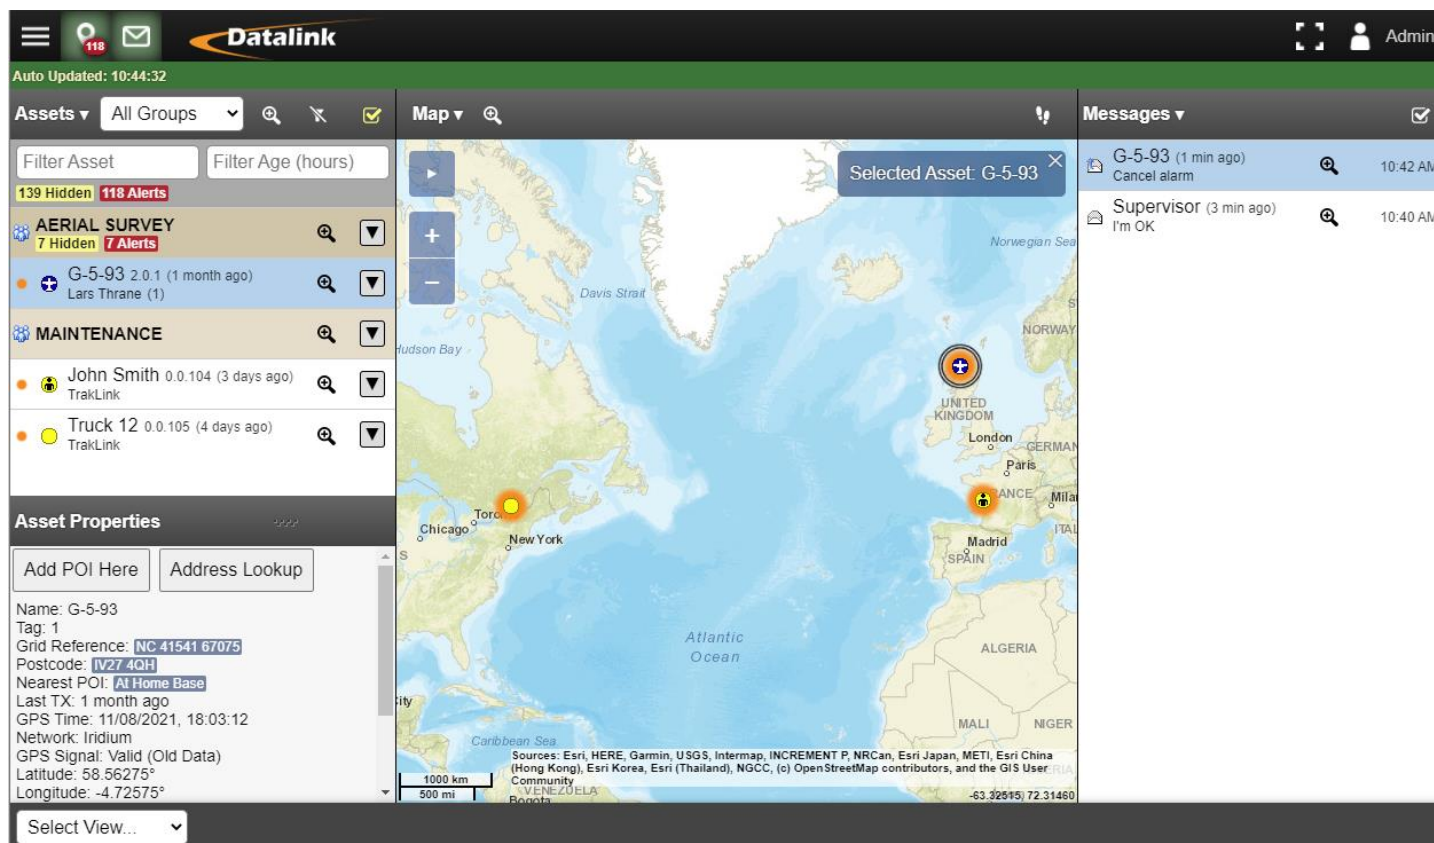 118
Datalink
Admin
Auto Updated: 10:44:32
Assets ▾
All Groups
Map ▾
Messages ▾
Filter Asset
Filter Age (hours)
139 Hidden 118 Alerts
AERIAL SURVEY
7 Hidden 7 Alerts
G-5-93 2.0.1 (1 month ago)
Lars Thrane (1)
MAINTENANCE
John Smith 0.0.104 (3 days ago)
TrakLink
Truck 12 0.0.105 (4 days ago)
TrakLink
Asset Properties
Add POI Here
Address Lookup
Name: G-5-93
Tag: 1
Grid Reference: NC 41541 67075
Postcode: IV27 4QH
Nearest POI: At Home Base
Last TX: 1 month ago
GPS Time: 11/08/2021, 18:03:12
Network: Iridium
GPS Signal: Valid (Old Data)
Latitude: 58.56275°
Longitude: -4.72575°
Select View...
Selected Asset: G-5-93
+
−
Norwegian Sea
Davis Strait
NORWAY
Hudson Bay
UNITED
KINGDOM
London
GERMAN
Paris
Milan
ITAL
Madrid
SPAIN
Chicago
New York
Atlantic
Ocean
ALGERIA
MALI
NIGER
City
Caribbean Sea
VENEZUELA
Bogota
1000 km
500 mi
Sources: Esri, HERE, Garmin, USGS, Intermap, INCREMENT P, NRCan, Esri Japan, METI, Esri China
(Hong Kong), Esri Korea, Esri (Thailand), NGCC, (c) OpenStreetMap contributors, and the GIS User
Community
G-5-93 (1 min ago)
Cancel alarm
10:42 AM
Supervisor (3 min ago)
I'm OK
10:40 AM